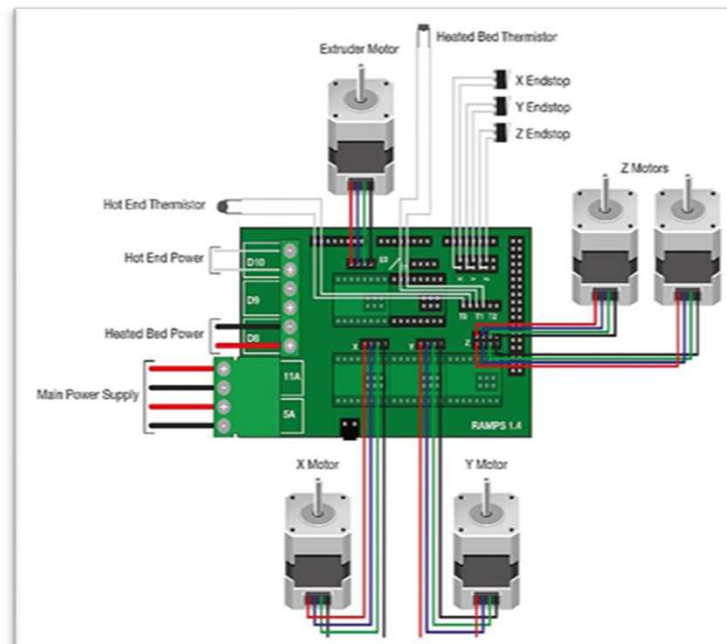 Heated Bed Thermistor
Extruder Motor
X Endstop
Y Endstop
Z Endstop
Z Motors
Hot End Thermistor
Hot End Power
D10
D9
Heated Bed Power
D8
T0 T1 T2
X
Y
Z
11A
Main Power Supply
5A
RAMPS 1.4
X Motor
Y Motor